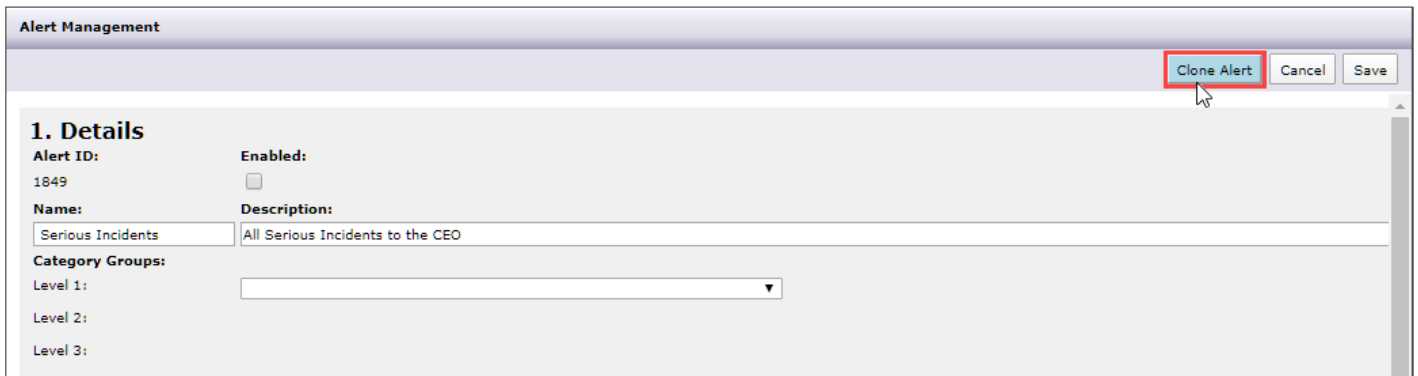 Alert Management
Clone Alert Cancel Save
1. Details
Alert ID: Enabled:
1849
Name: Description:
Serious Incidents All Serious Incidents to the CEO
Category Groups:
Level 1:
Level 2:
Level 3: